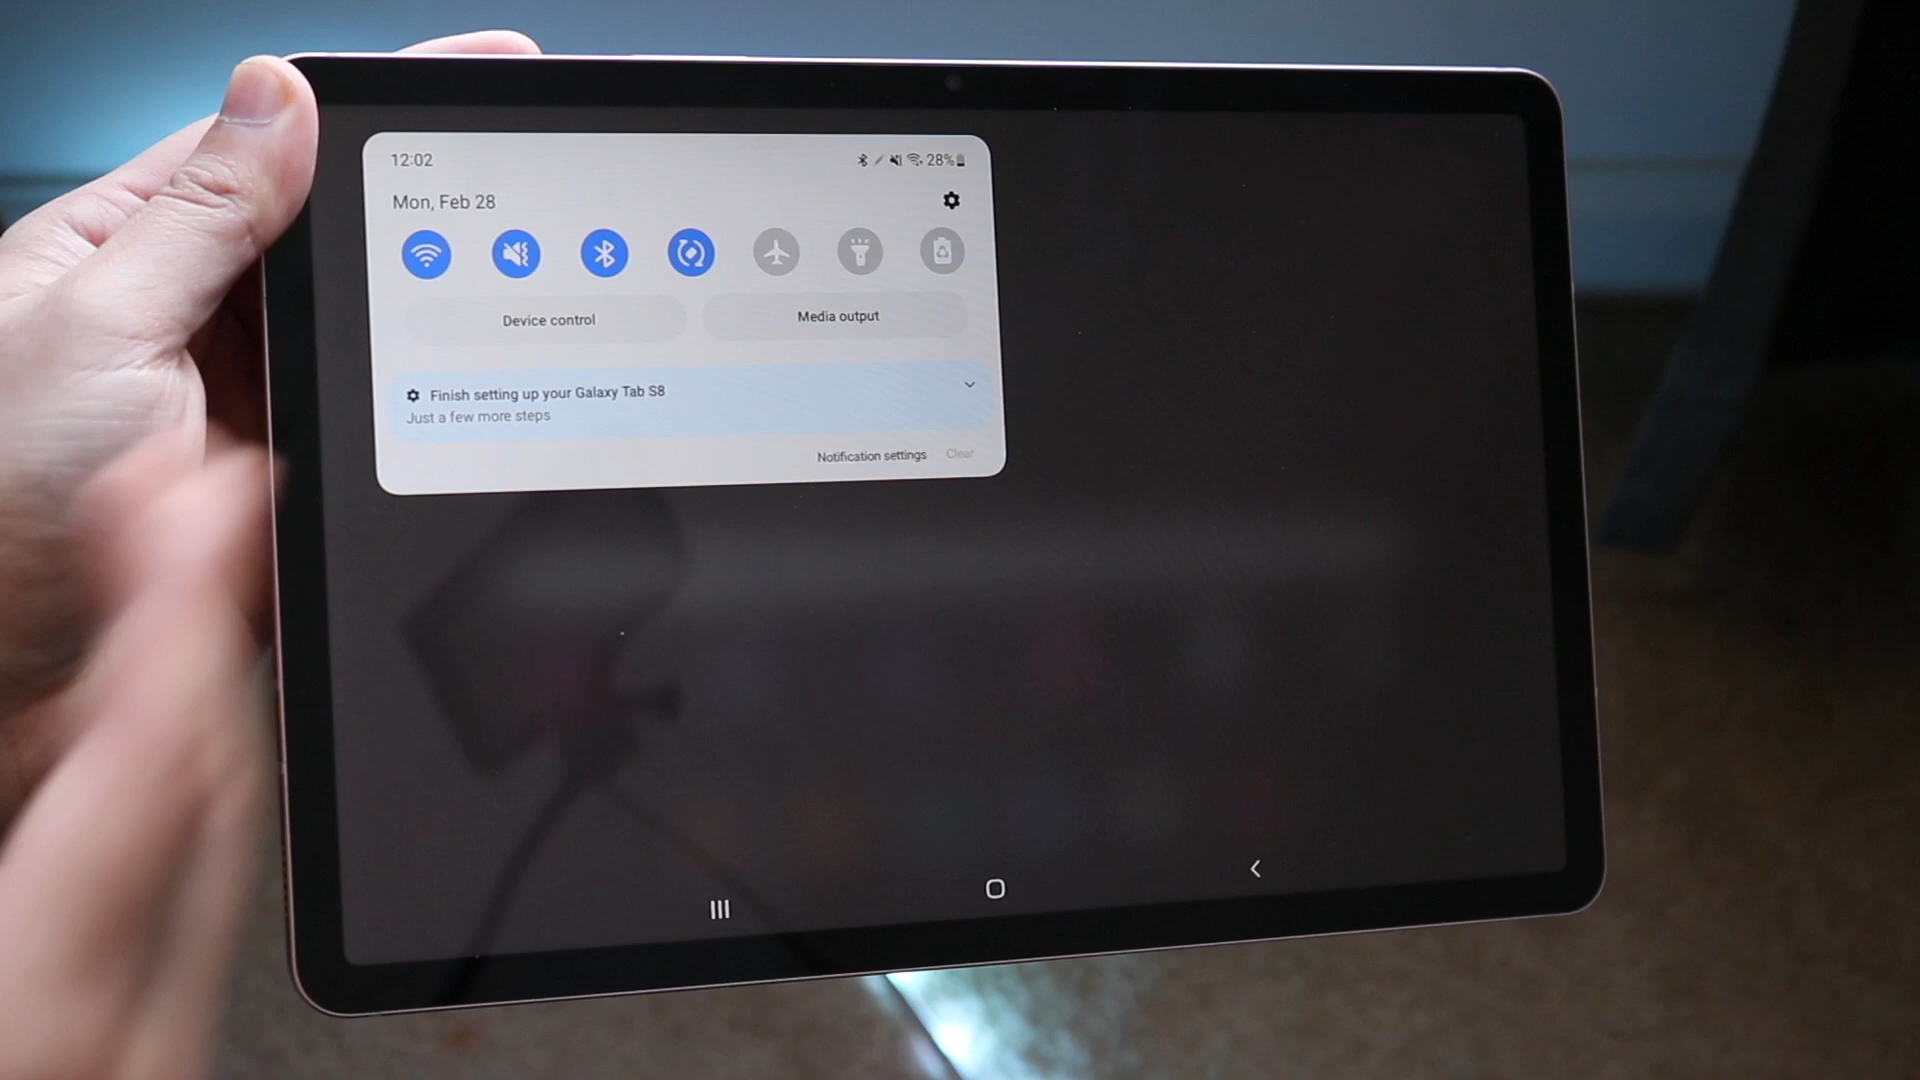 12:02
28%
Mon, Feb 28
Device control
Media output
Finish setting up your Galaxy Tab S8
Just a few more steps
Notification settings
Clear